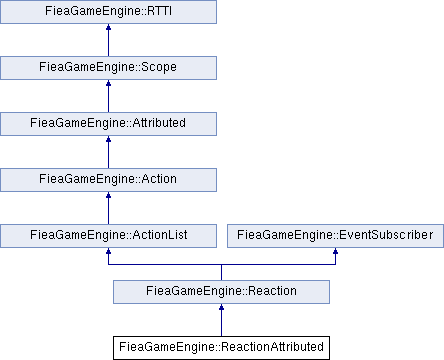 FieaGameEngine::RTTI
FieaGameEngine::Scope
FieaGameEngine::Attributed
FieaGameEngine::Action
FieaGameEngine::ActionList
FieaGameEngine::EventSubscriber
FieaGameEngine::Reaction
FieaGameEngine::ReactionAttributed